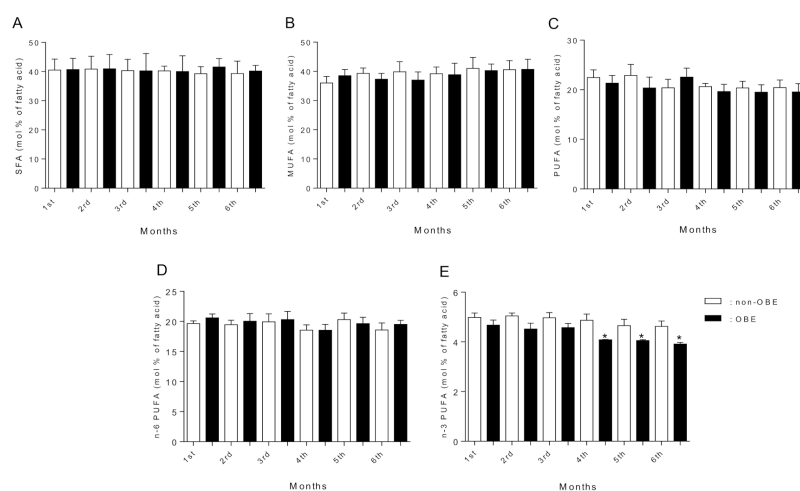 A
SFA (mol % of fatty acid)
50
40
30
20
10
0
1st 2rd 3rd 4th 5th 6th
Months
B
MUFA (mol % of fatty acid)
50
40
30
20
10
0
1st 2rd 3rd 4th 5th 6th
Months
C
PUFA (mol % of fatty acid)
30
20
10
0
1st 2rd 3rd 4th 5th 6th
Months
D
n-6 PUFA (mol % of fatty acid)
25
20
15
10
5
0
1st 2rd 3rd 4th 5th 6th
Months
E
n-3 PUFA (mol % of fatty acid)
6
4
2
0
* * *
1st 2rd 3rd 4th 5th 6th
Months
: non-OBE
: OBE